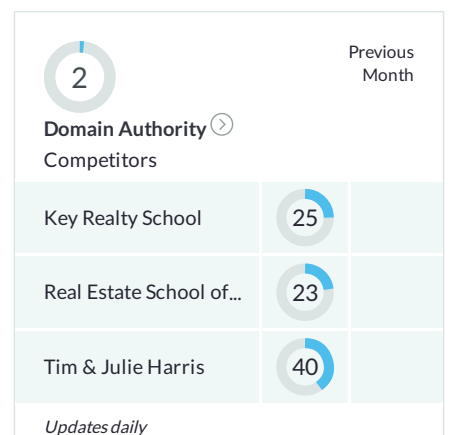 2
Previous
Month
Domain Authority
Competitors
Key Realty School 25
Real Estate School of... 23
Tim & Julie Harris 40
Updates daily